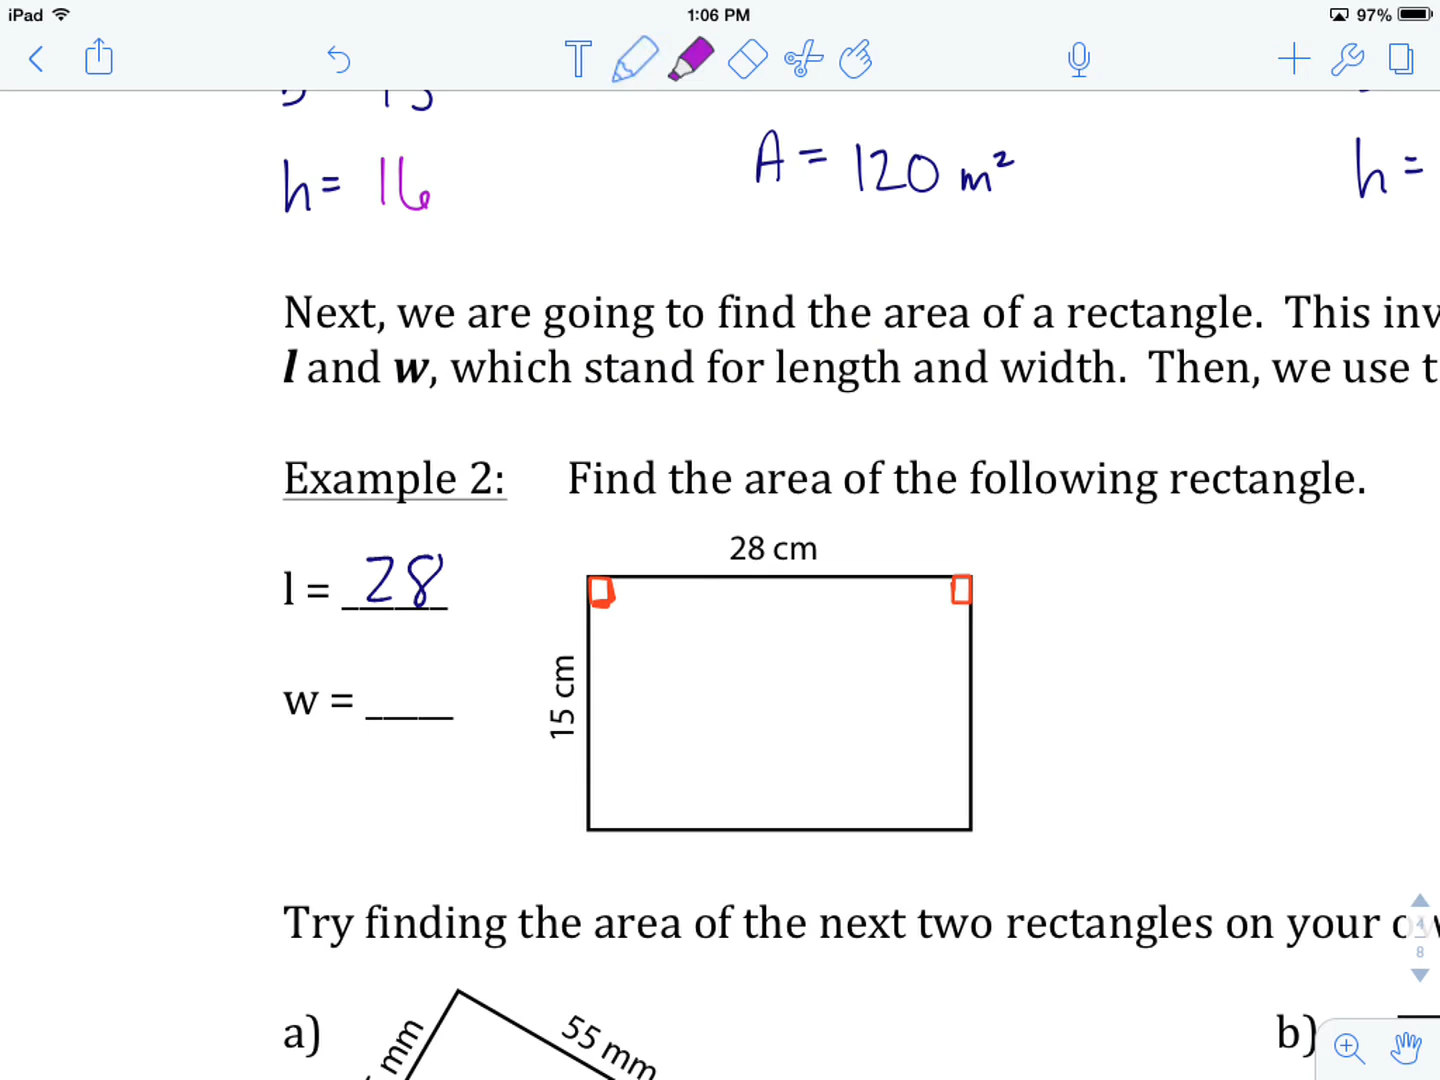 iPad 1:06 PM 97%
T
h = 16
A = 120 m²
h =
Next, we are going to find the area of a rectangle. This inv
l and w, which stand for length and width. Then, we use t
Example 2: Find the area of the following rectangle.
28 cm
l = 28
15 cm
w = ____
Try finding the area of the next two rectangles on your ow
8
a)
mm
55 mm
b)